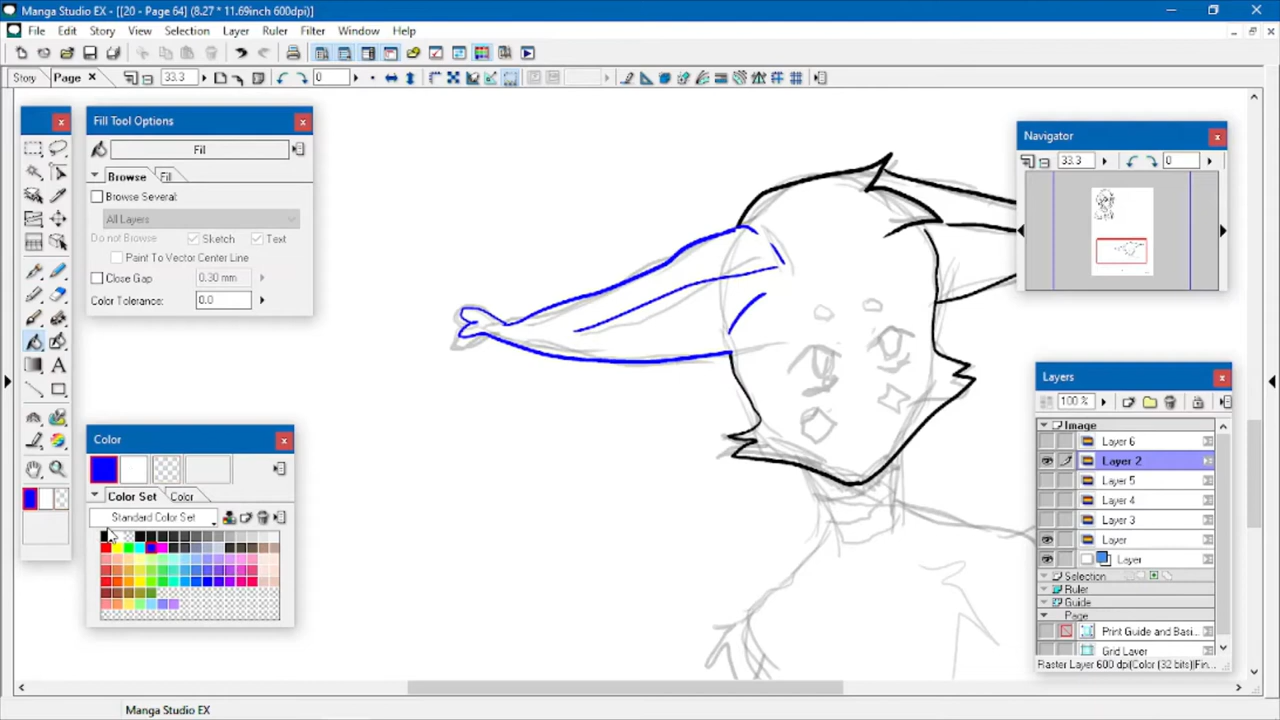 Manga Studio EX - [[20 - Page 64] (8.27 * 11.69inch 600dpi)]
File Edit Story View Selection Layer Ruler Filter Window Help
Story Page 33.3 0
Fill Tool Options
Fill
Browse Fill
Browse Several:
All Layers
Do not Browse Sketch Text
Paint To Vector Center Line
Close Gap 0.30 mm
Color Tolerance: 0.0
Color
Color Set Color
Standard Color Set
Navigator
33.3 0
Layers
100 %
Image
Layer 6
Layer 2
Layer 5
Layer 4
Layer 3
Layer
Layer
Selection
Ruler
Guide
Page
Print Guide and Basi...
Grid Layer
Raster Layer 600 dpi(Color (32 bits)(Fin...
Manga Studio EX